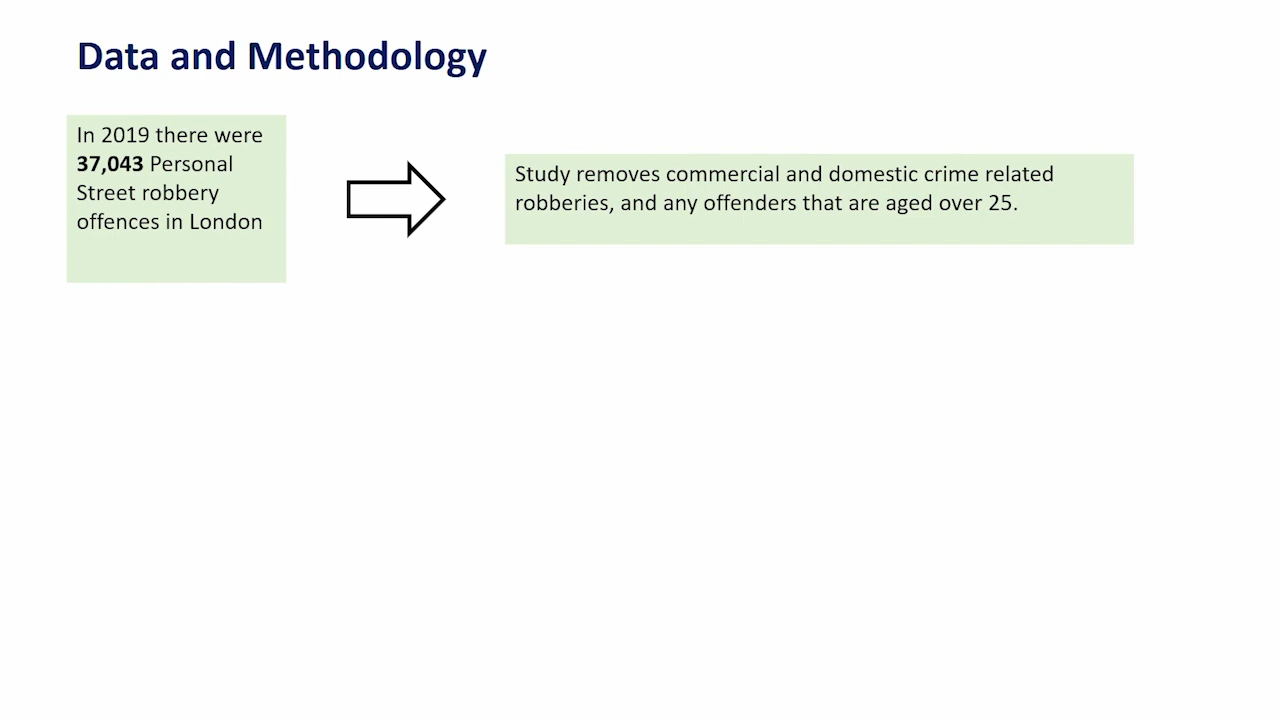 Data and Methodology
In 2019 there were
37,043 Personal
Street robbery
offences in London
Study removes commercial and domestic crime related
robberies, and any offenders that are aged over 25.